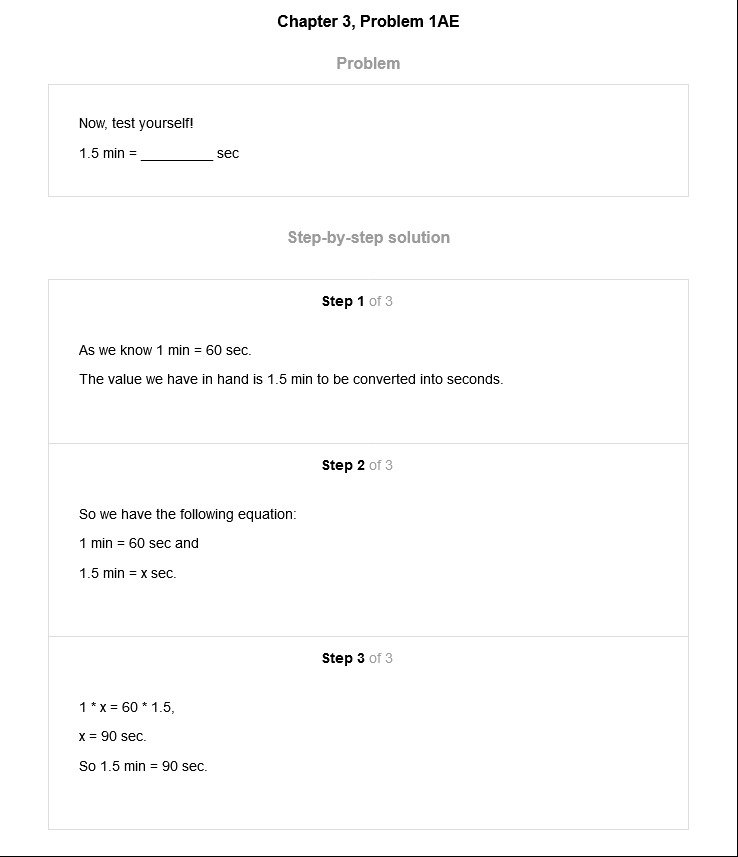 Chapter 3, Problem 1AE
Problem
Now, test yourself!
1.5 min = _________ sec
Step-by-step solution
Step 1 of 3
As we know 1 min = 60 sec.
The value we have in hand is 1.5 min to be converted into seconds.
Step 2 of 3
So we have the following equation:
1 min = 60 sec and
1.5 min = x sec.
Step 3 of 3
1 * x = 60 * 1.5,
x = 90 sec.
So 1.5 min = 90 sec.